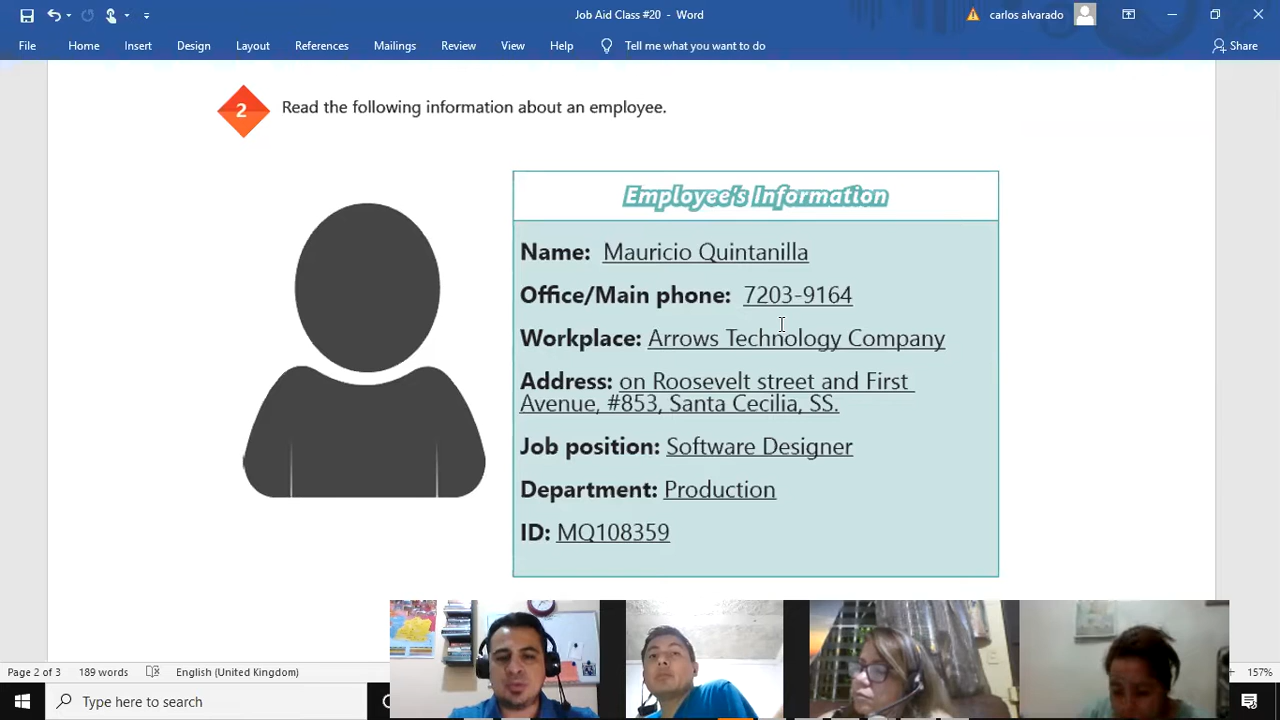 Job Aid Class #20 - Word
carlos alvarado
File Home Insert Design Layout References Mailings Review View Help Tell me what you want to do Share
2 Read the following information about an employee.
Employee's Information
Name: Mauricio Quintanilla
Office/Main phone: 7203-9164
Workplace: Arrows Technology Company
Address: on Roosevelt street and First
Avenue, #853, Santa Cecilia, SS.
Job position: Software Designer
Department: Production
ID: MQ108359
Page 2 of 3 189 words English (United Kingdom) 157%
Type here to search